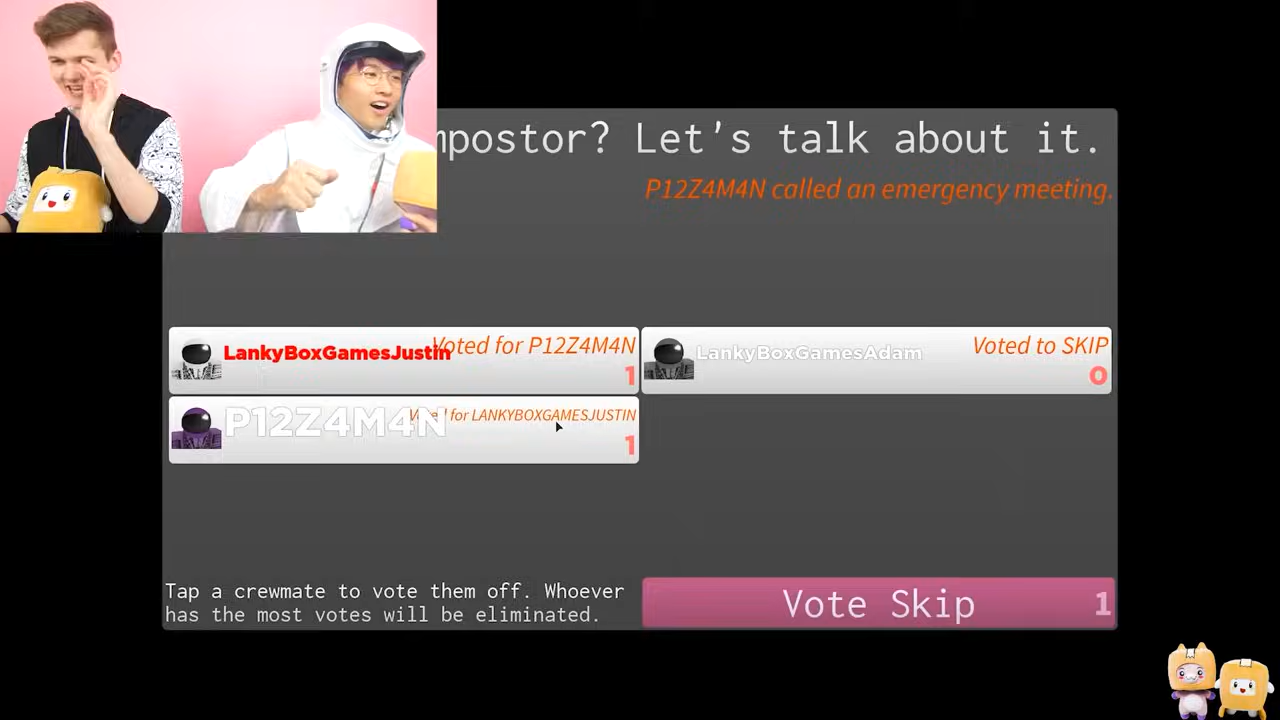 mpostor? Let's talk about it.
P12Z4M4N called an emergency meeting.
LankyBoxGamesJustin Voted for P12Z4M4N
1
LankyBoxGamesAdam Voted to SKIP
0
P12Z4M4N for LANKYBOXGAMESJUSTIN
1
Tap a crewmate to vote them off. Whoever
has the most votes will be eliminated.
Vote Skip 1